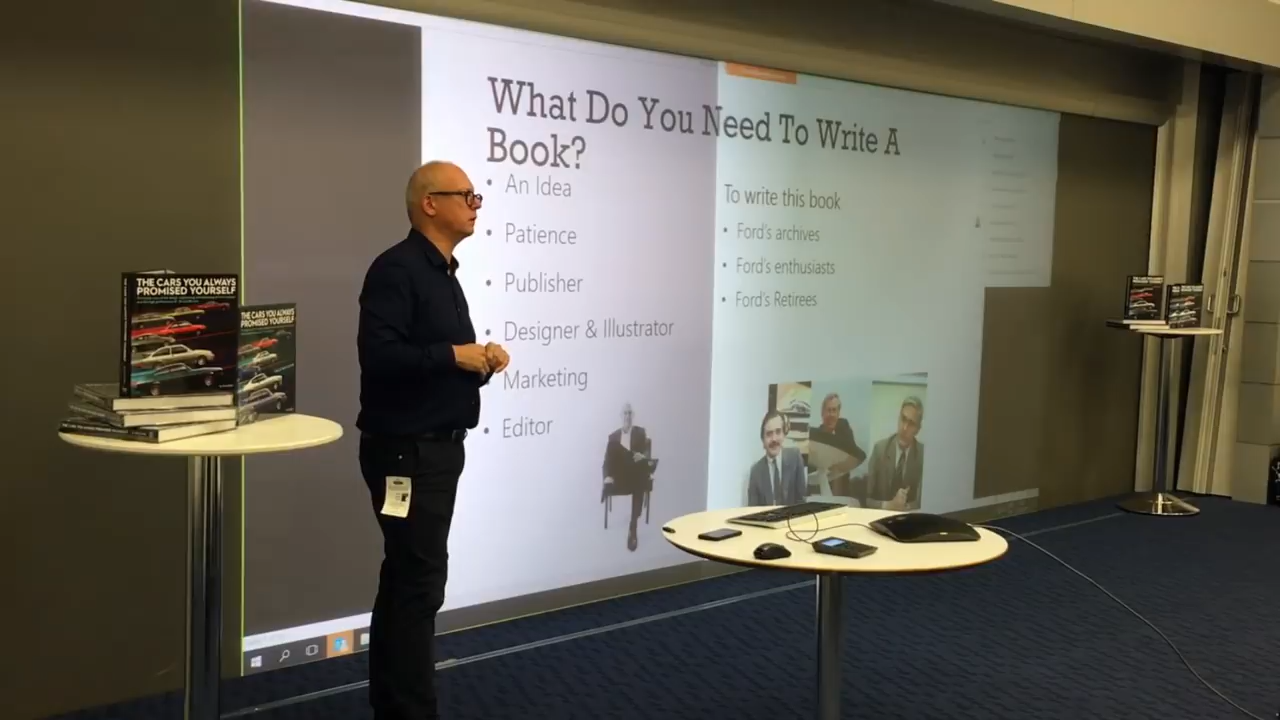 What Do You Need To Write A
Book?
• An Idea
• Patience
• Publisher
• Designer & Illustrator
• Marketing
• Editor
To write this book
• Ford's archives
• Ford's enthusiasts
• Ford's Retirees
THE CARS YOU ALWAYS
PROMISED YOURSELF
THE CARS YOU ALWAYS
PROMISED YOURSELF